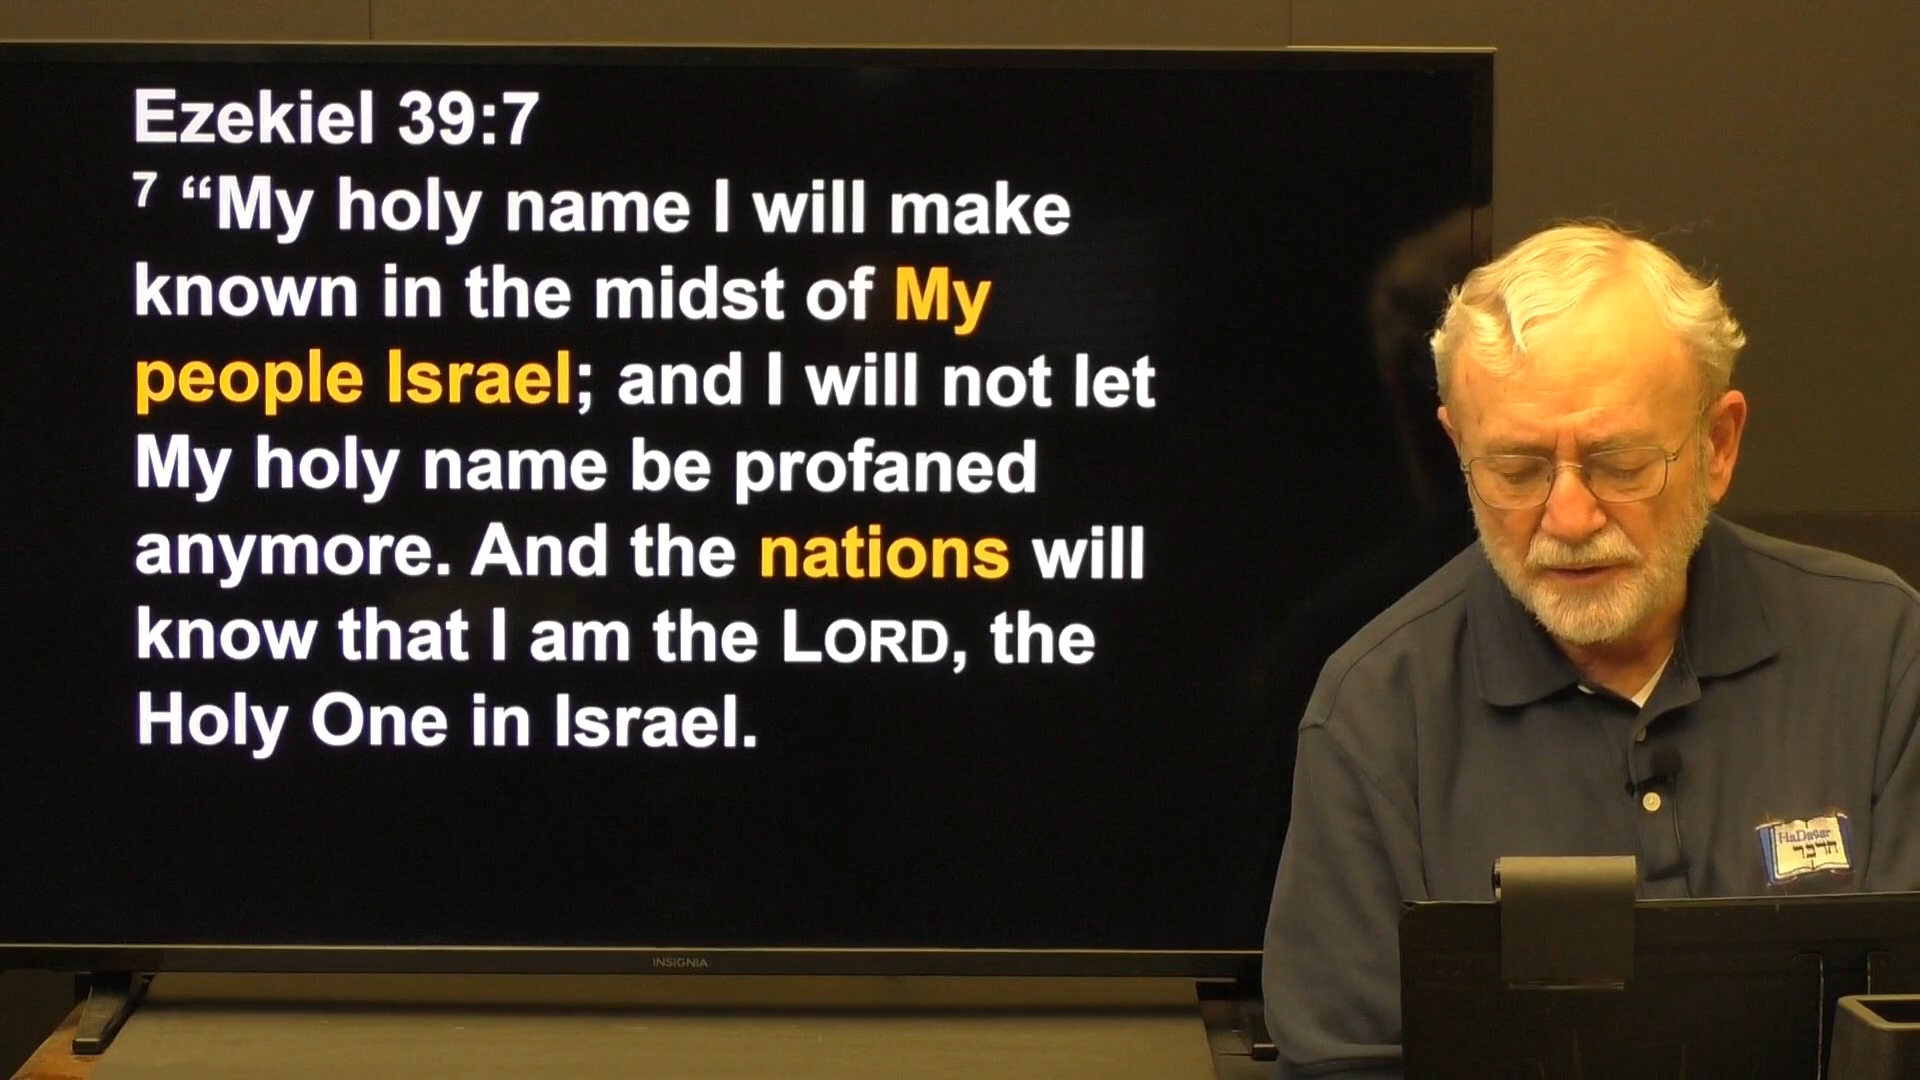 Ezekiel 39:7
7 “My holy name I will make
known in the midst of My
people Israel; and I will not let
My holy name be profaned
anymore. And the nations will
know that I am the LORD, the
Holy One in Israel.
INSIGNIA
HaDavar
הדבר